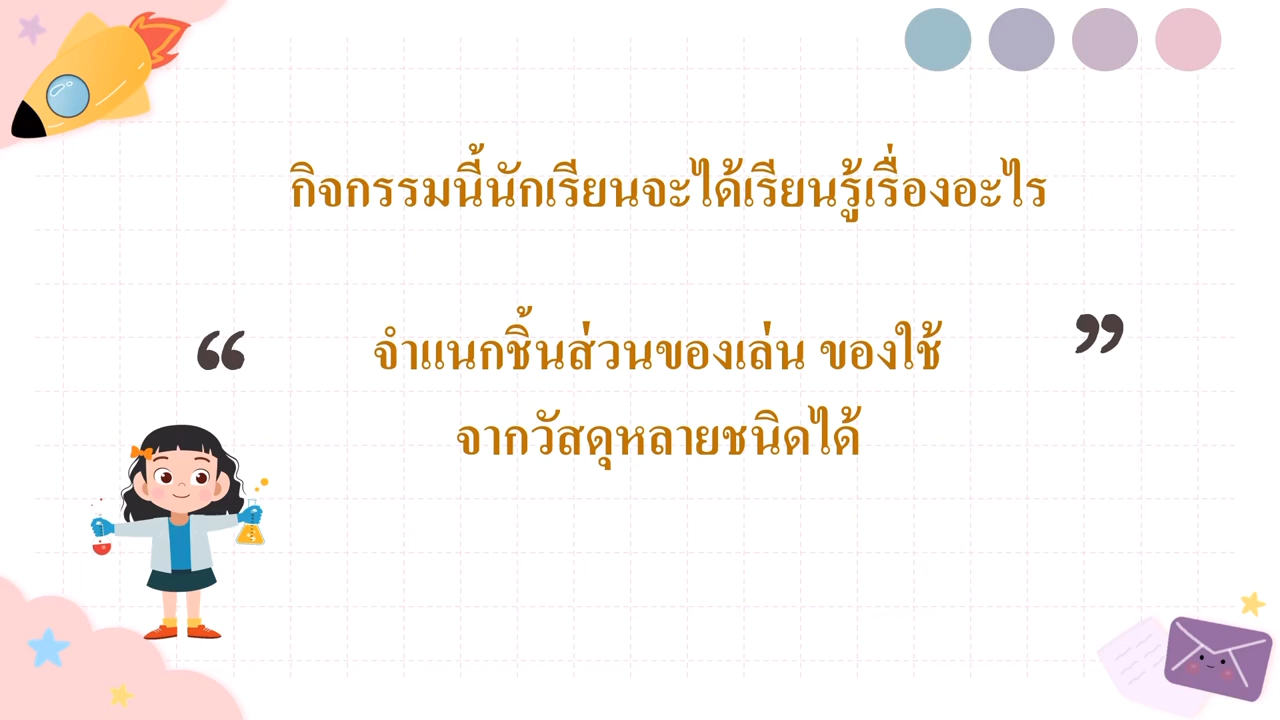 กิจกรรมนี้นักเรียนจะได้เรียนรู้เรื่องอะไร
“ จำแนกชิ้นส่วนของเล่น ของใช้ ”
จากวัสดุหลายชนิดได้